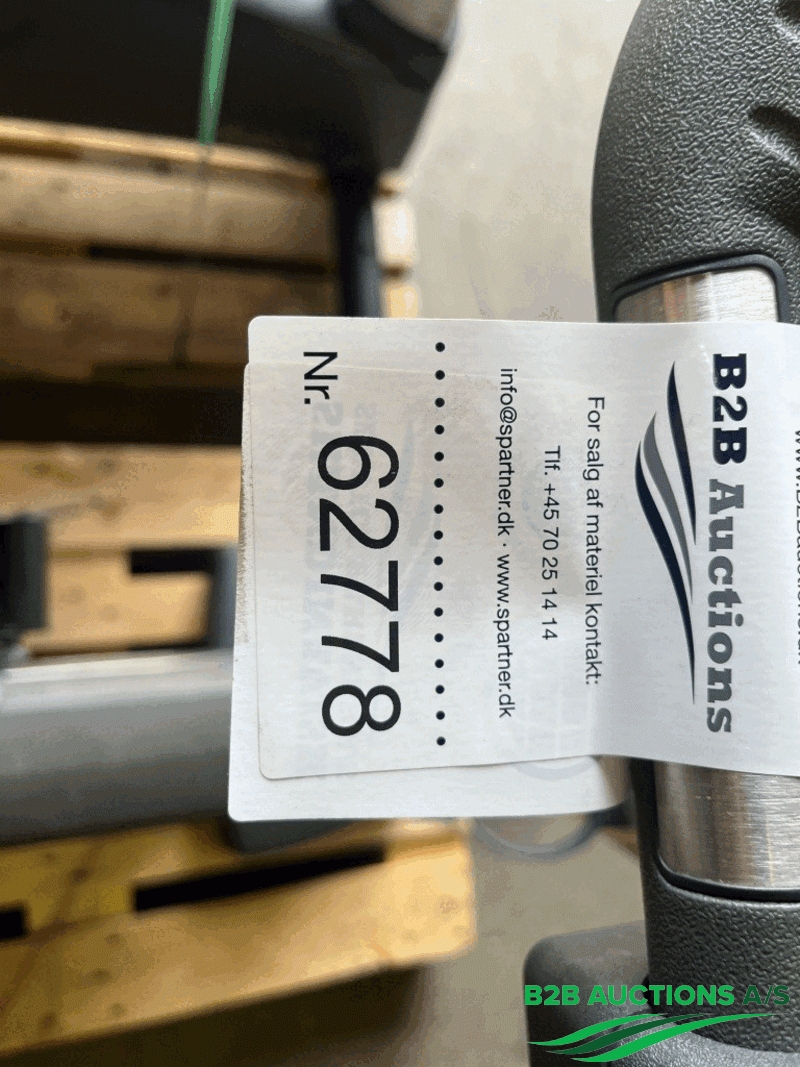 B2B Auctions
For salg af materiel kontakt:
Tlf. +45 70 25 14 14
info@spartner.dk · www.spartner.dk
Nr. 62778
B2B AUCTIONS A/S